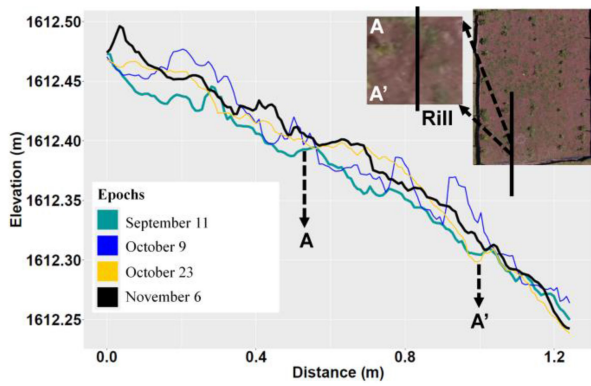 1612.50
1612.45
1612.40
1612.35
1612.30
1612.25
Elevation (m)
A
A'
Rill
Epochs
September 11
October 9
October 23
November 6
A
A'
0.0
0.4
0.8
1.2
Distance (m)